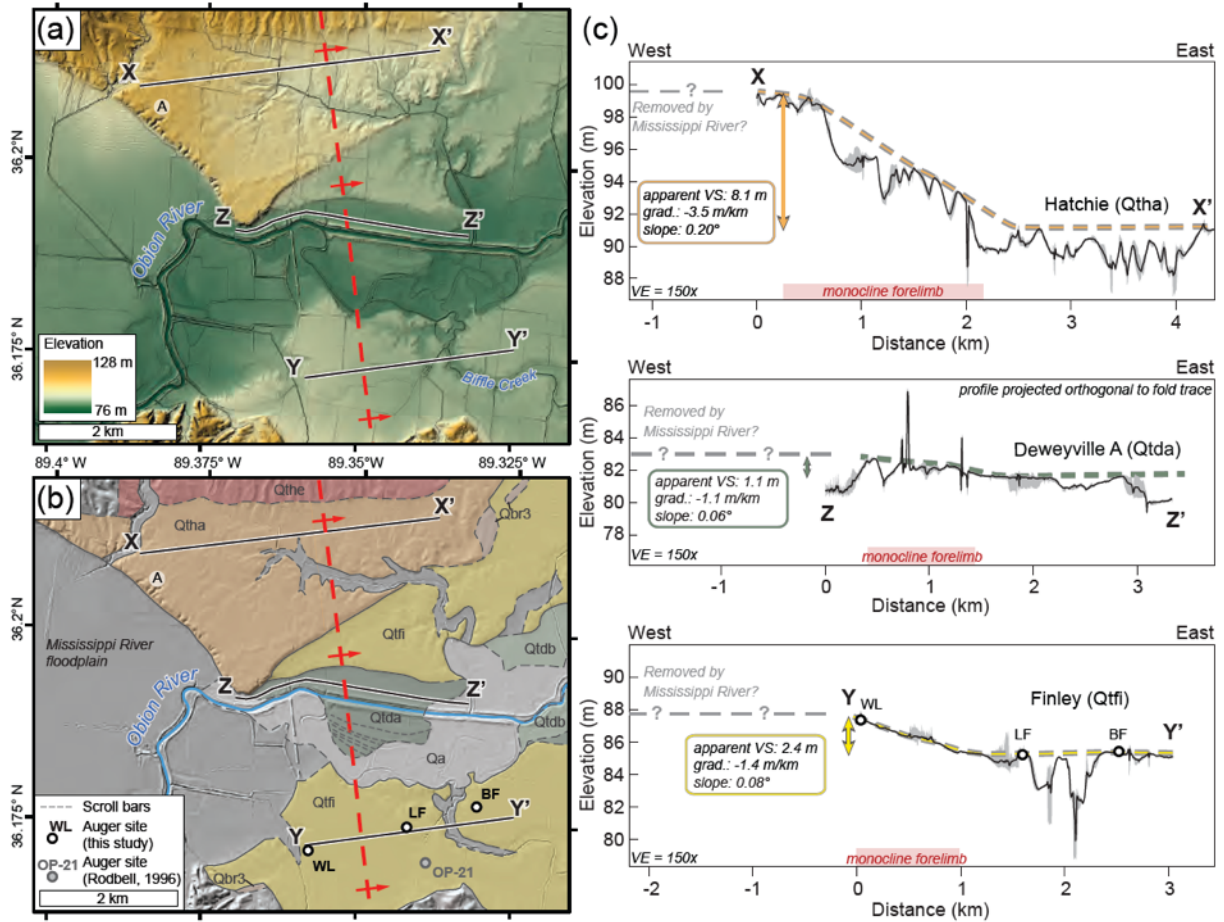 (a)
X
X'
A
36.2°N
Z
Z'
Obion River
Y
Y'
Biffle Creek
36.175° N
Elevation
128 m
76 m
2 km
89.4° W
89.375° W
89.35° W
89.325° W
(b)
Qthe
Qtha
Qbr3
X
X'
A
36.2°N
Qtfi
Qtdb
Mississippi River
floodplain
Z
Z'
Obion River
Qtda
Qtdb
Qa
Qtfi
BF
LF
Y
Y'
WL
36.175°N
OP-21
Qbr3
Scroll bars
WL Auger site
(this study)
OP-21 Auger site
(Rodbell, 1996)
2 km
(c)
West
East
X
100
98
96
94
92
90
88
Elevation (m)
?
Removed by
Mississippi River?
apparent VS: 8.1 m
grad.: -3.5 m/km
slope: 0.20°
Hatchie (Qtha)
X'
VE = 150x
monocline forelimb
-1 0 1 2 3 4
Distance (km)
West
East
86
84
82
80
78
Elevation (m)
profile projected orthogonal to fold trace
Removed by
Mississippi River?
? ?
Deweyville A (Qtda)
apparent VS: 1.1 m
grad.: -1.1 m/km
slope: 0.06°
Z
Z'
VE = 150x
monocline forelimb
-1 0 1 2 3
Distance (km)
West
East
90
88
86
84
82
80
Elevation (m)
Removed by
Mississippi River?
? ?
Y
WL
Finley (Qtfi)
LF
BF
Y'
apparent VS: 2.4 m
grad.: -1.4 m/km
slope: 0.08°
VE = 150x
monocline forelimb
-2 -1 0 1 2 3
Distance (km)